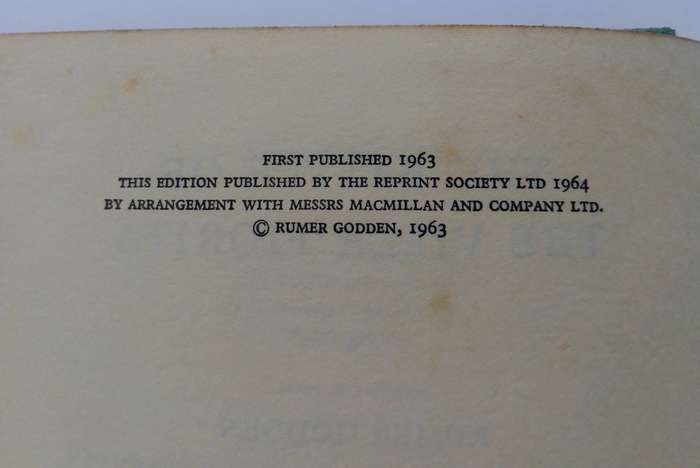 FIRST PUBLISHED 1963
THIS EDITION PUBLISHED BY THE REPRINT SOCIETY LTD 1964
BY ARRANGEMENT WITH MESSRS MACMILLAN AND COMPANY LTD.
© RUMER GODDEN, 1963